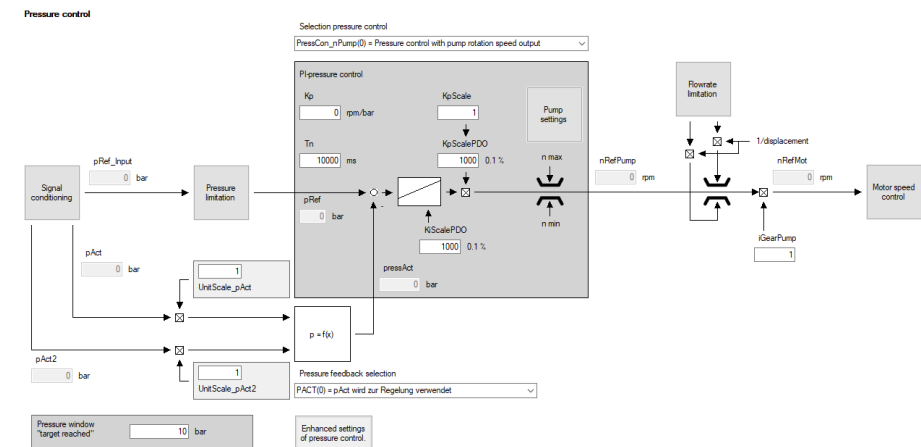 Pressure control
Selection pressure control
PressCon_nPump(0) = Pressure control with pump rotation speed output
PI-pressure control
Kp
0 rpm/bar
KpScale
1
Pump
settings
Flowrate
limitation
Tn
10000 ms
KpScalePDO
1000 0.1 %
1/displacement
pRef_Input
0 bar
n max
nRefPump
0 rpm
nRefMot
0 rpm
Signal
conditioning
Pressure
limitation
Motor speed
control
pRef
0 bar
-
n min
KiScalePDO
1000 0.1 %
iGearPump
1
pAct
0 bar
pressAct
0 bar
1
UnitScale_pAct
p = f(x)
pAct2
0 bar
1
UnitScale_pAct2
Pressure feedback selection
PACT(0) = pAct wird zur Regelung verwendet
Pressure window
"target reached"
10 bar
Enhanced settings
of pressure control.